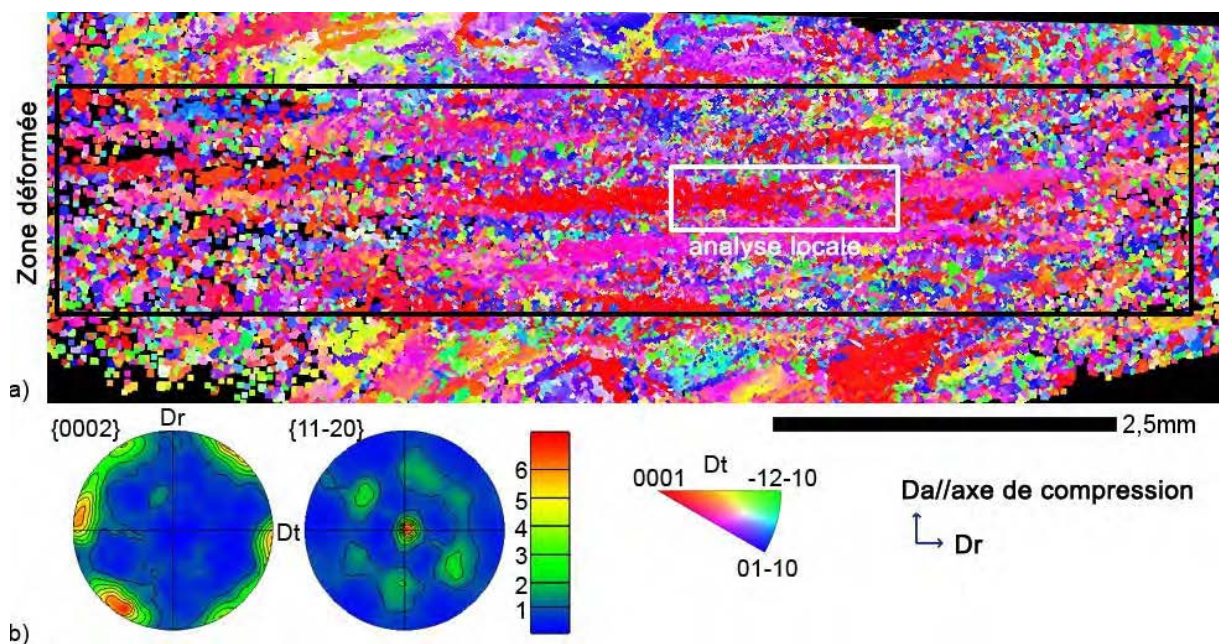 Zone déformée
analyse locale
a)
{0002}
Dr
{11-20}
2,5mm
6
5
4
3
2
1
Dt
0001
Dt
-12-10
01-10
Da//axe de compression
Dr
b)